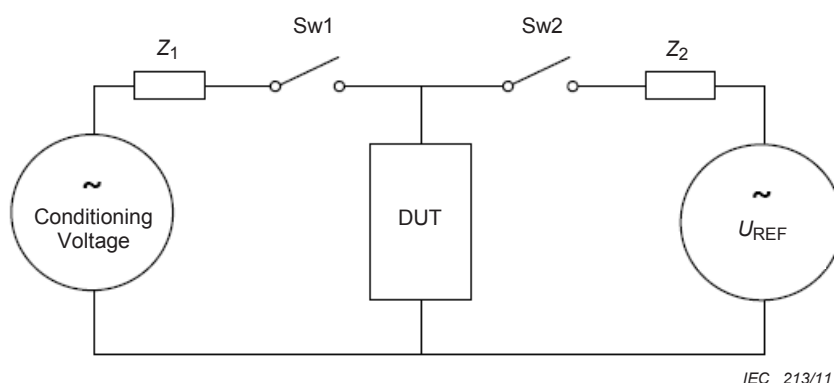 Sw1
Sw2
Z1
Z2
~
Conditioning
Voltage
DUT
~
UREF
IEC 213/11